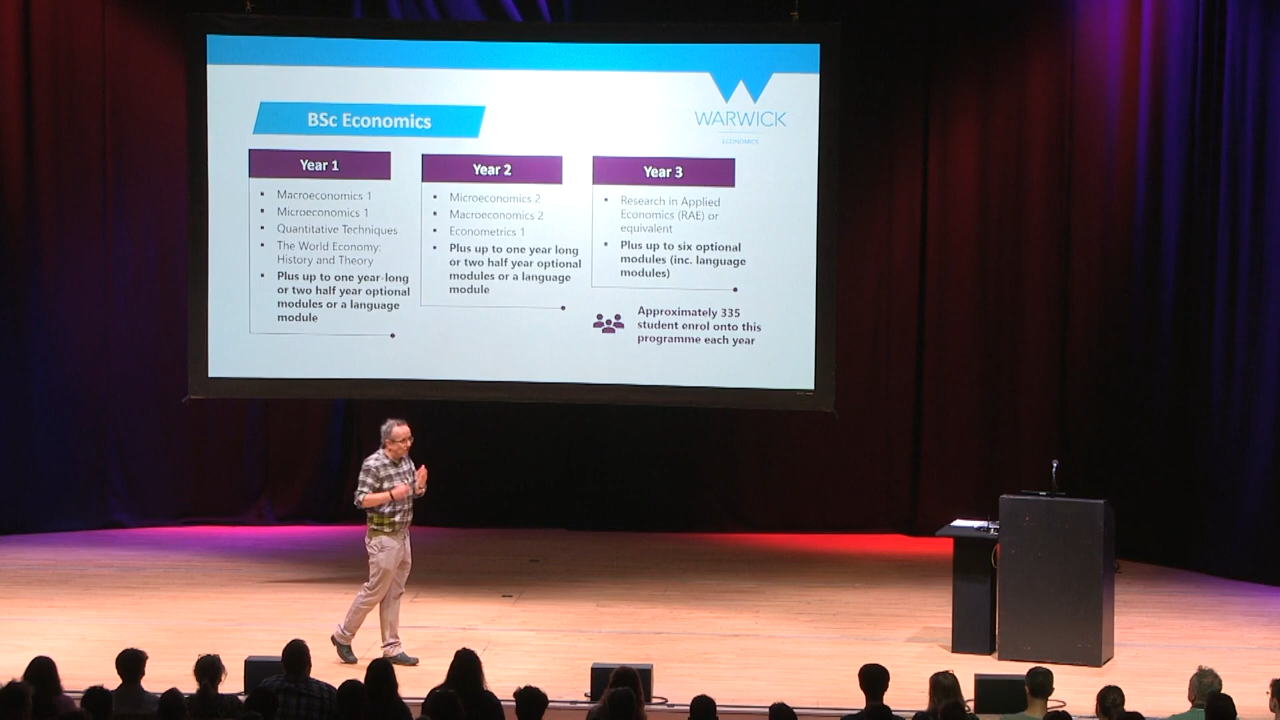 WARWICK
ECONOMICS
BSc Economics
Year 1
Macroeconomics 1
Microeconomics 1
Quantitative Techniques
The World Economy:
History and Theory
Plus up to one year-long
or two half year optional
modules or a language
module
Year 2
Microeconomics 2
Macroeconomics 2
Econometrics 1
Plus up to one year long
or two half year optional
modules or a language
module
Year 3
Research in Applied
Economics (RAE) or
equivalent
Plus up to six optional
modules (inc. language
modules)
Approximately 335
student enrol onto this
programme each year